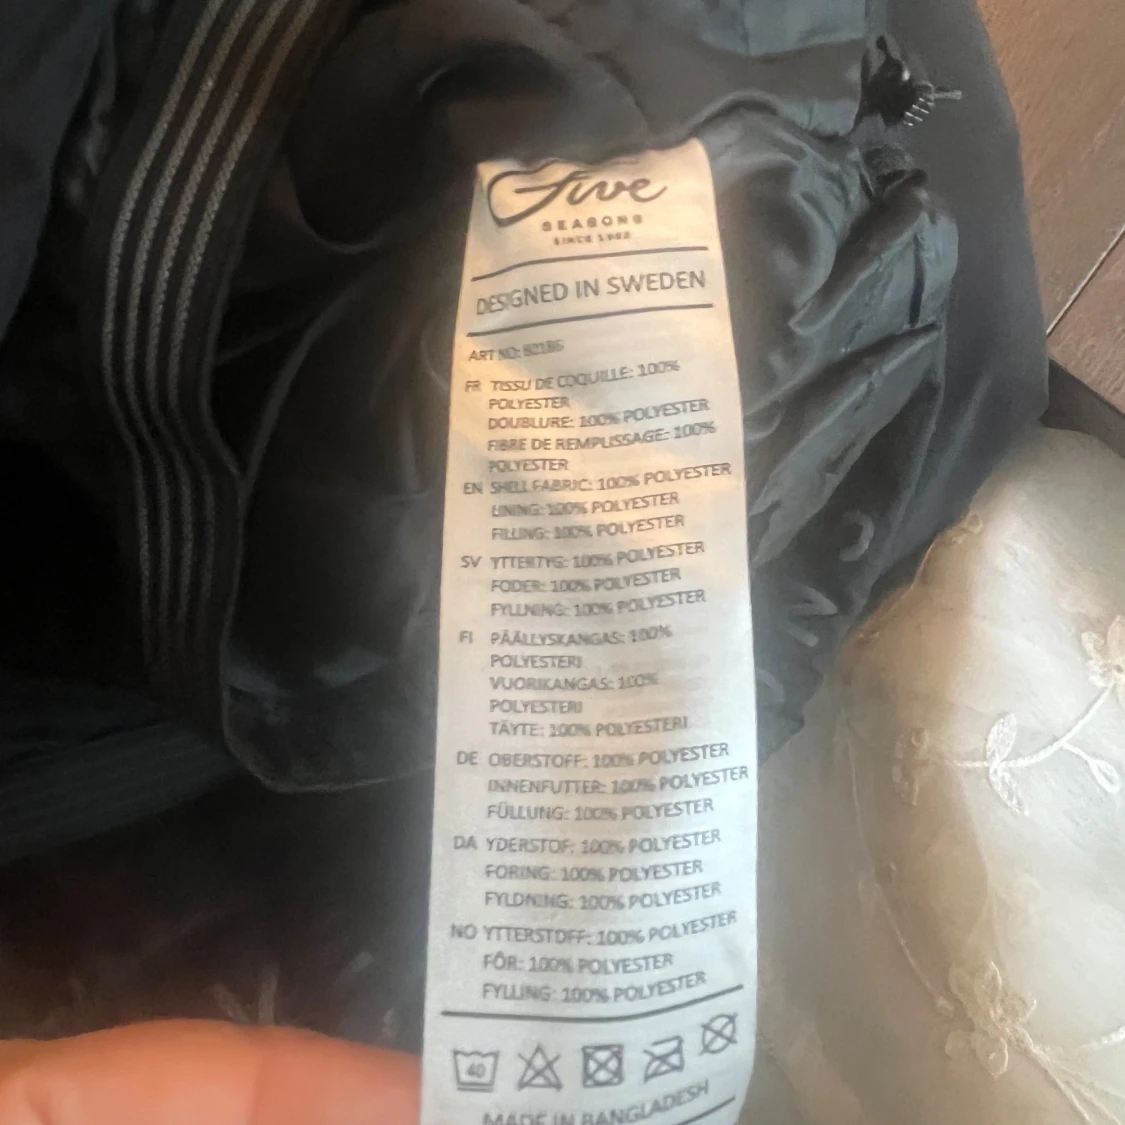 Five
SEASONS
SINCE 1982
DESIGNED IN SWEDEN
ART NO:
FR TISSU DE COQUILLE: 100%
POLYESTER
DOUBLURE: 100% POLYESTER
FIBRE DE REMPLISSAGE: 100%
POLYESTER
EN SHELL FABRIC: 100% POLYESTER
LINING: 100% POLYESTER
FILLING: 100% POLYESTER
SV YTTERTYG: 100% POLYESTER
FODER: 100% POLYESTER
FYLLNING: 100% POLYESTER
FI PÄÄLLYSKANGAS: 100%
POLYESTERI
VUORIKANGAS: 100%
POLYESTERI
TÄYTE: 100% POLYESTERI
DE OBERSTOFF: 100% POLYESTER
INNENFUTTER: 100% POLYESTER
FÜLLUNG: 100% POLYESTER
DA YDERSTOF: 100% POLYESTER
FORING: 100% POLYESTER
FYLDNING: 100% POLYESTER
NO YTTERSTOFF: 100% POLYESTER
FÔR: 100% POLYESTER
FYLLING: 100% POLYESTER
40
MADE IN BANGLADESH